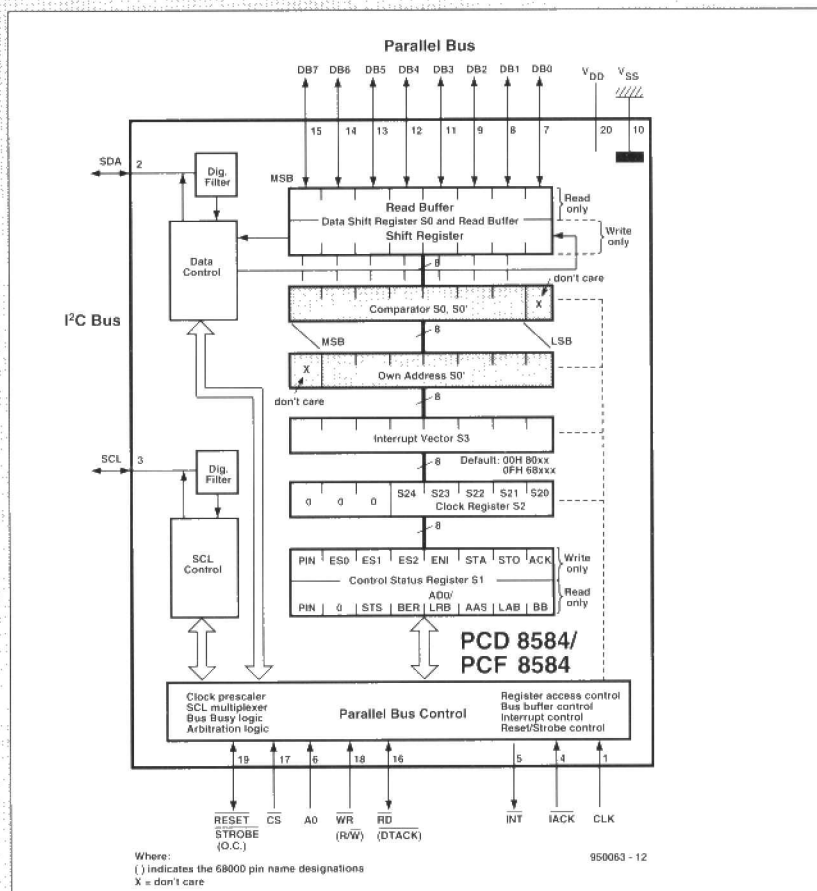 Parallel Bus
DB7 DB6 DB5 DB4 DB3 DB2 DB1 DB0 VDD VSS
15 14 13 12 11 9 8 7 20 10
SDA 2
Dig. Filter
MSB
Read Buffer
Read only
Data Shift Register S0 and Read Buffer
Shift Register
Write only
Data Control
8
don't care
I²C Bus
Comparator S0, S0'
X
MSB
8
LSB
X
Own Address S0'
don't care
8
Interrupt Vector S3
SCL 3
Dig. Filter
8
Default: 00H 80xx
0FH 68xxx
0 0 0 S24 S23 S22 S21 S20
Clock Register S2
8
SCL Control
PIN ES0 ES1 ES2 ENI STA STO ACK
Write only
Control Status Register S1
AD0/
Read only
PIN 0 STS BER LRB AAS LAB BB
PCD 8584/
PCF 8584
Clock prescaler
SCL multiplexer
Bus Busy logic
Arbitration logic
Parallel Bus Control
Register access control
Bus buffer control
Interrupt control
Reset/Strobe control
19 17 6 18 16 5 4 1
RESET CS A0 WR RD INT IACK CLK
STROBE (R/W) (DTACK)
(O.C.)
Where:
( ) indicates the 68000 pin name designations
X = don't care
950063 - 12